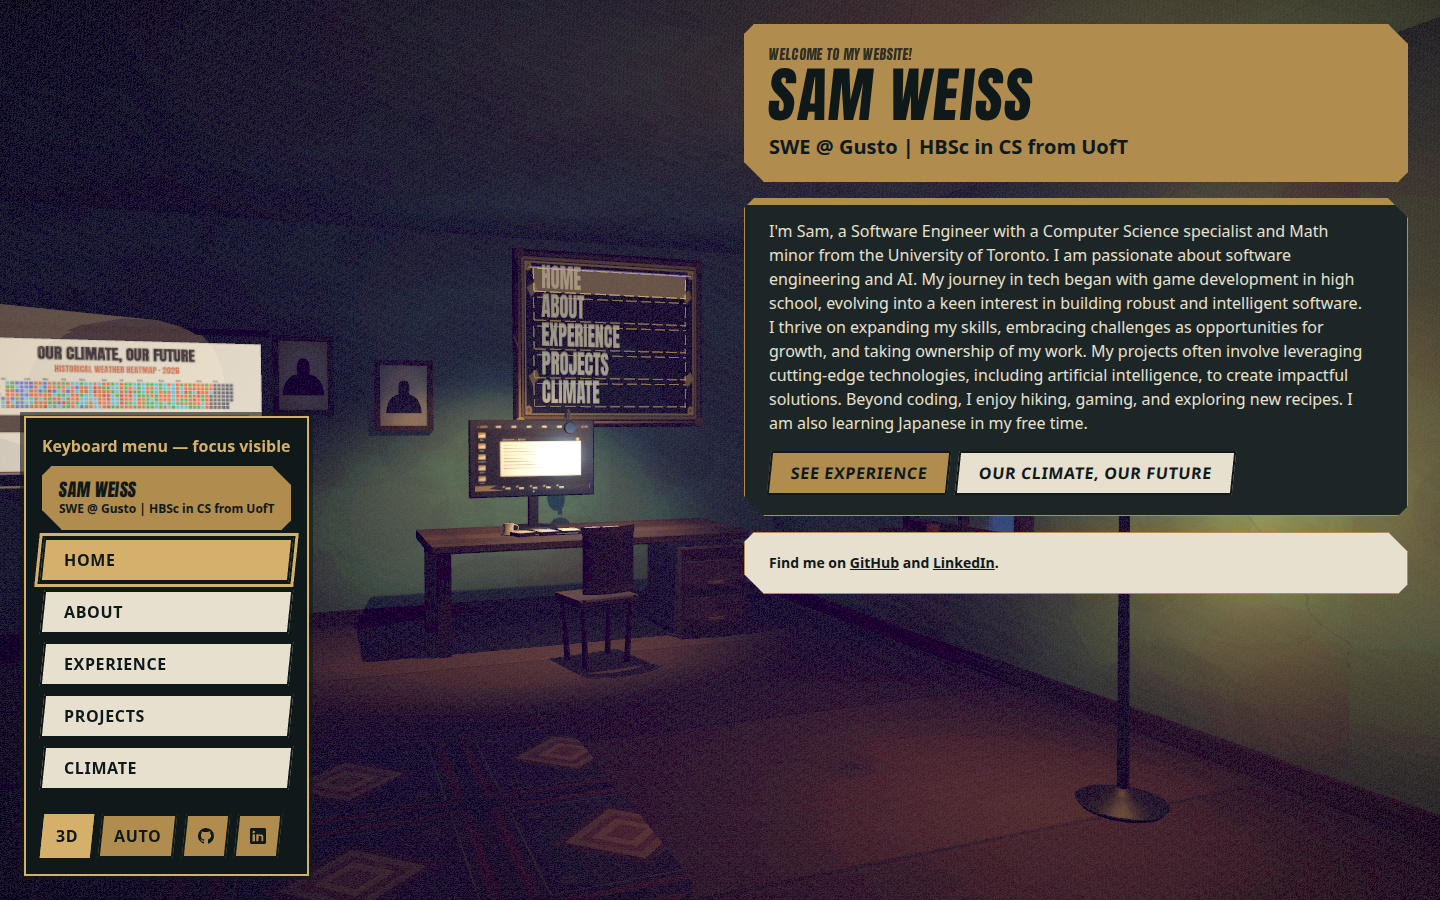 WELCOME TO MY WEBSITE!
SAM WEISS
SWE @ Gusto | HBSc in CS from UofT
I'm Sam, a Software Engineer with a Computer Science specialist and Math
minor from the University of Toronto. I am passionate about software
engineering and AI. My journey in tech began with game development in high
school, evolving into a keen interest in building robust and intelligent software.
I thrive on expanding my skills, embracing challenges as opportunities for
growth, and taking ownership of my work. My projects often involve leveraging
cutting-edge technologies, including artificial intelligence, to create impactful
solutions. Beyond coding, I enjoy hiking, gaming, and exploring new recipes. I
am also learning Japanese in my free time.
SEE EXPERIENCE
OUR CLIMATE, OUR FUTURE
Find me on GitHub and LinkedIn.
HOME
ABOUT
EXPERIENCE
PROJECTS
CLIMATE
OUR CLIMATE, OUR FUTURE
HISTORICAL WEATHER HEATMAP - 2026
Keyboard menu — focus visible
SAM WEISS
SWE @ Gusto | HBSc in CS from UofT
HOME
ABOUT
EXPERIENCE
PROJECTS
CLIMATE
3D
AUTO
in